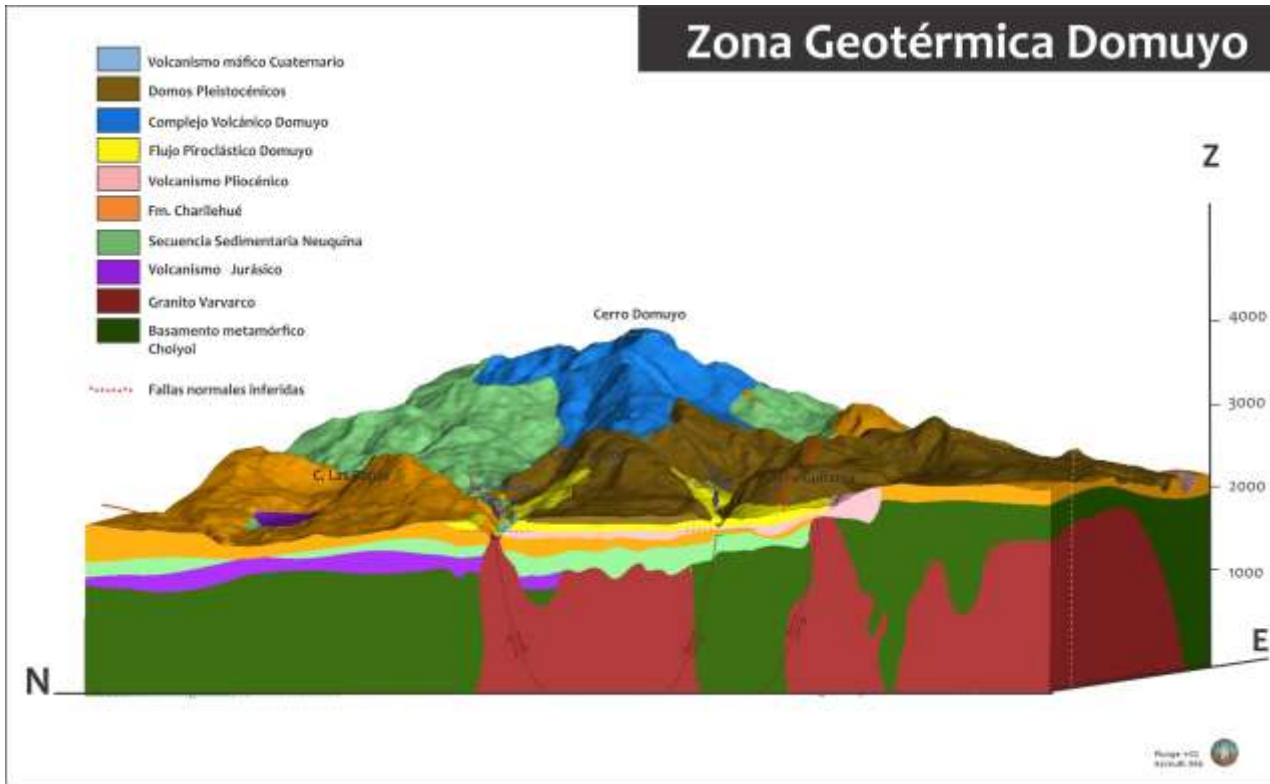 Zona Geotérmica Domuyo
Volcanismo máfico Cuaternario
Domos Pleistocénicos
Complejo Volcánico Domuyo
Flujo Piroclástico Domuyo
Volcanismo Pliocénico
Fm. Charilehué
Secuencia Sedimentaria Neuquina
Volcanismo Jurásico
Granito Varvarco
Basamento metamórfico
Choiyoi
Fallas normales inferidas
Cerro Domuyo
C. Las
Z
4000
3000
2000
1000
N
E